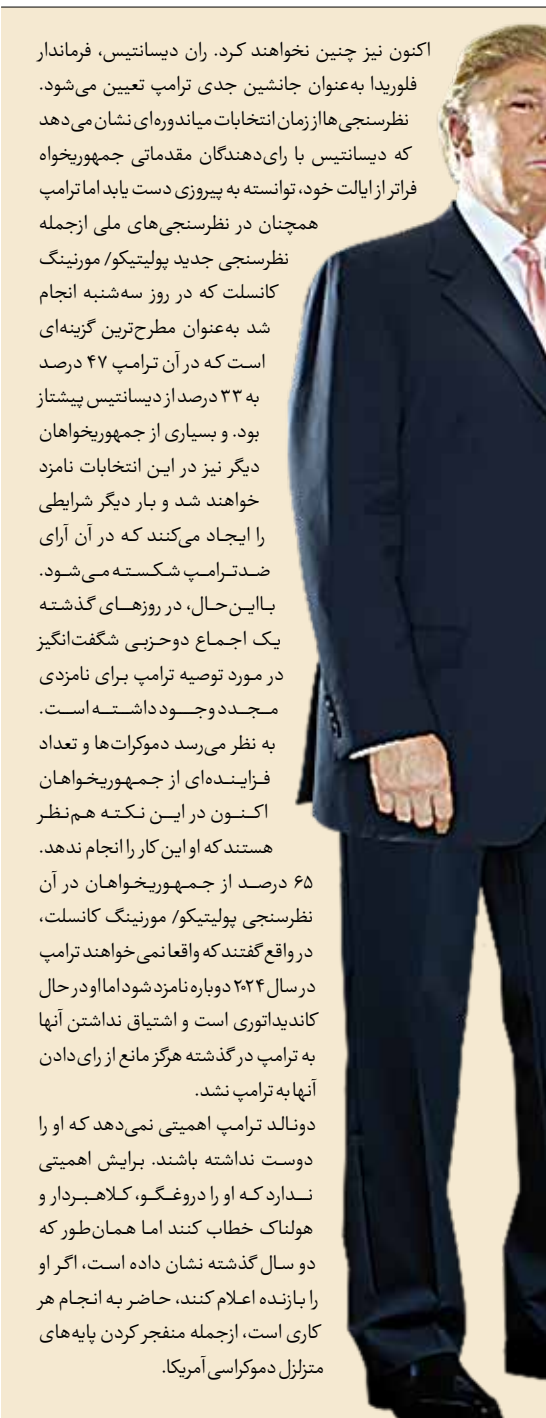 اکنون نیز چنین نخواهند کرد. ران دیسانتیس، فرماندار
فلوریدا به‌عنوان جانشین جدی ترامپ تعیین می‌شود.
نظرسنجی‌ها از زمان انتخابات میاندوره‌ای نشان می‌دهد
که دیسانتیس با رای‌دهندگان مقدماتی جمهوریخواه
فراتر از ایالت خود، توانسته به پیروزی دست یابد اما ترامپ
همچنان در نظرسنجی‌های ملی ازجمله
نظرسنجی جدید پولیتیکو/ مورنینگ
کانسلت که در روز سه‌شنبه انجام
شد به‌عنوان مطرح‌ترین گزینه‌ای
است که در آن ترامپ ۴۷ درصد
به ۳۳ درصد از دیسانتیس پیشتاز
بود. و بسیاری از جمهوریخواهان
دیگر نیز در این انتخابات نامزد
خواهند شد و بار دیگر شرایطی
را ایجاد می‌کنند که در آن آرای
ضدترامپ شکسته می‌شود.
بااین‌حال، در روزهای گذشته
یک اجماع دوحزبی شگفت‌انگیز
در مورد توصیه ترامپ برای نامزدی
مجدد وجود داشته است.
به نظر می‌رسد دموکرات‌ها و تعداد
فزاینده‌ای از جمهوریخواهان
اکنون در این نکته هم‌نظر
هستند که او این کار را انجام ندهد.
۶۵ درصد از جمهوریخواهان در آن
نظرسنجی پولیتیکو/ مورنینگ کانسلت،
در واقع گفتند که واقعا نمی‌خواهند ترامپ
در سال ۲۰۲۴ دوباره نامزد شود اما او در حال
کاندیداتوری است و اشتیاق نداشتن آنها
به ترامپ در گذشته هرگز مانع از رای‌دادن
آنها به ترامپ نشد.
دونالد ترامپ اهمیتی نمی‌دهد که او را
دوست نداشته باشند. برایش اهمیتی
ندارد که او را دروغگو، کلاهبردار و
هولناک خطاب کنند اما همان‌طور که
دو سال گذشته نشان داده است، اگر او
را بازنده اعلام کنند، حاضر به انجام هر
کاری است، ازجمله منفجر کردن پایه‌های
متزلزل دموکراسی آمریکا.